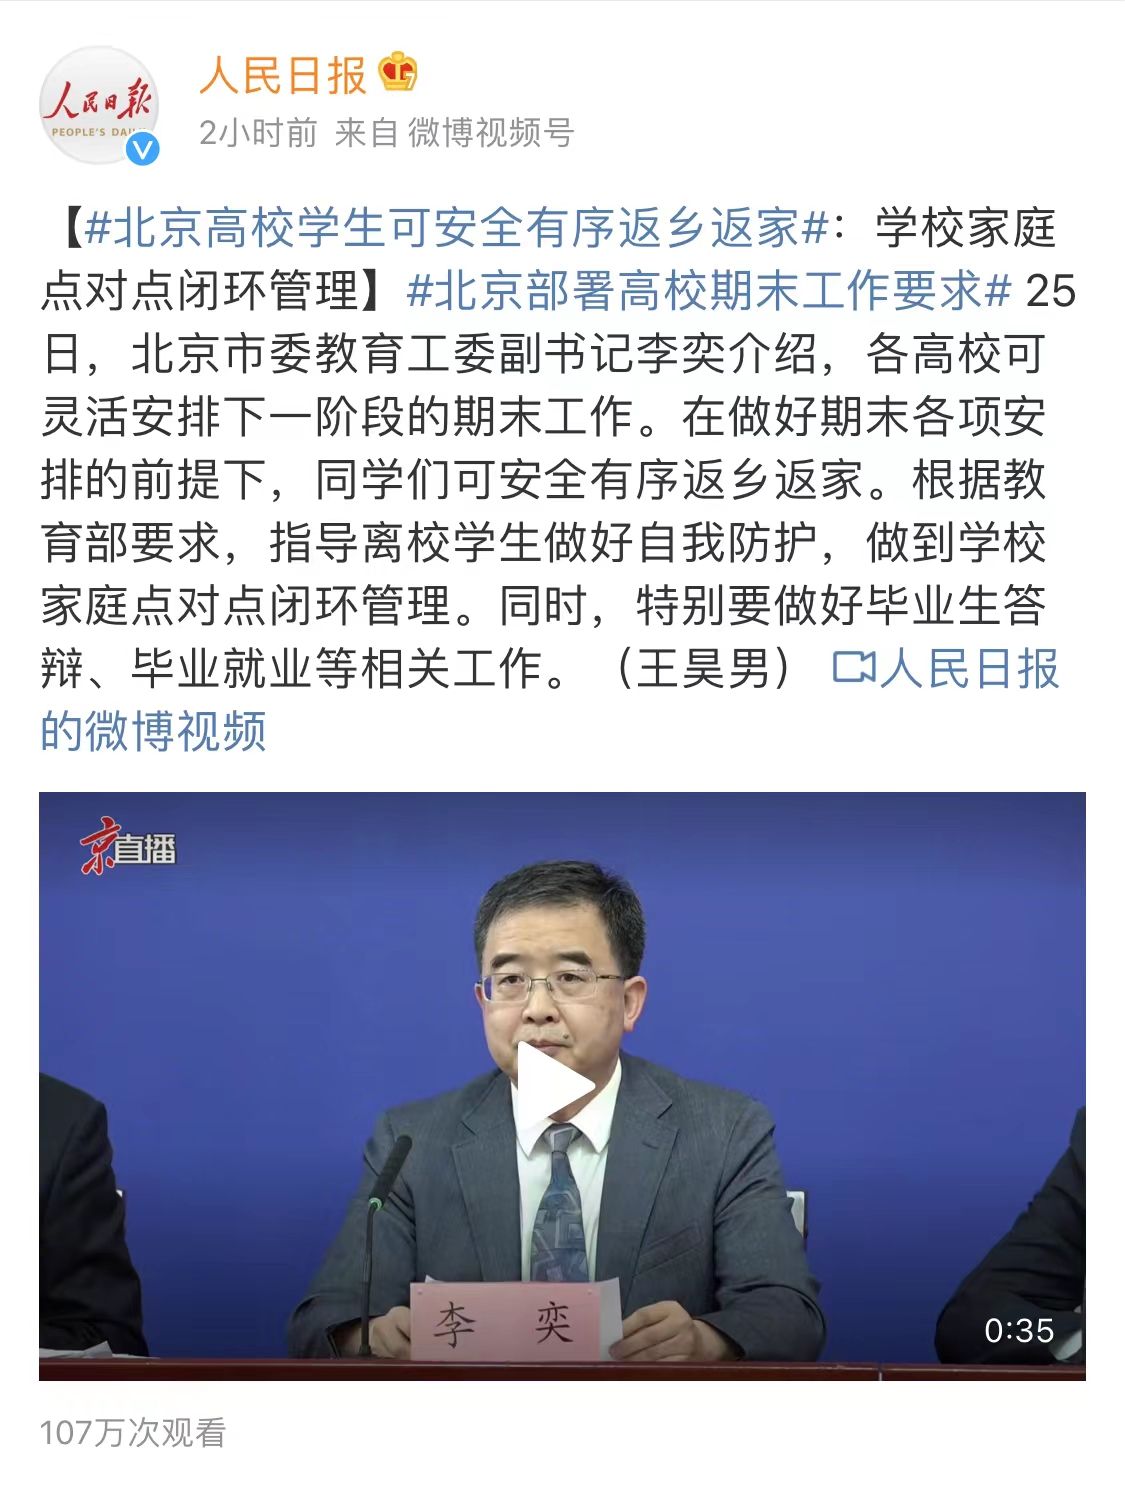 人民日报
人民日报
PEOPLE'S DAILY
2小时前 来自 微博视频号
【#北京高校学生可安全有序返乡返家#：学校家庭
点对点闭环管理】#北京部署高校期末工作要求# 25
日，北京市委教育工委副书记李奕介绍，各高校可
灵活安排下一阶段的期末工作。在做好期末各项安
排的前提下，同学们可安全有序返乡返家。根据教
育部要求，指导离校学生做好自我防护，做到学校
家庭点对点闭环管理。同时，特别要做好毕业生答
辩、毕业就业等相关工作。（王昊男） 人民日报
的微博视频
京直播
李 奕
0:35
107万次观看